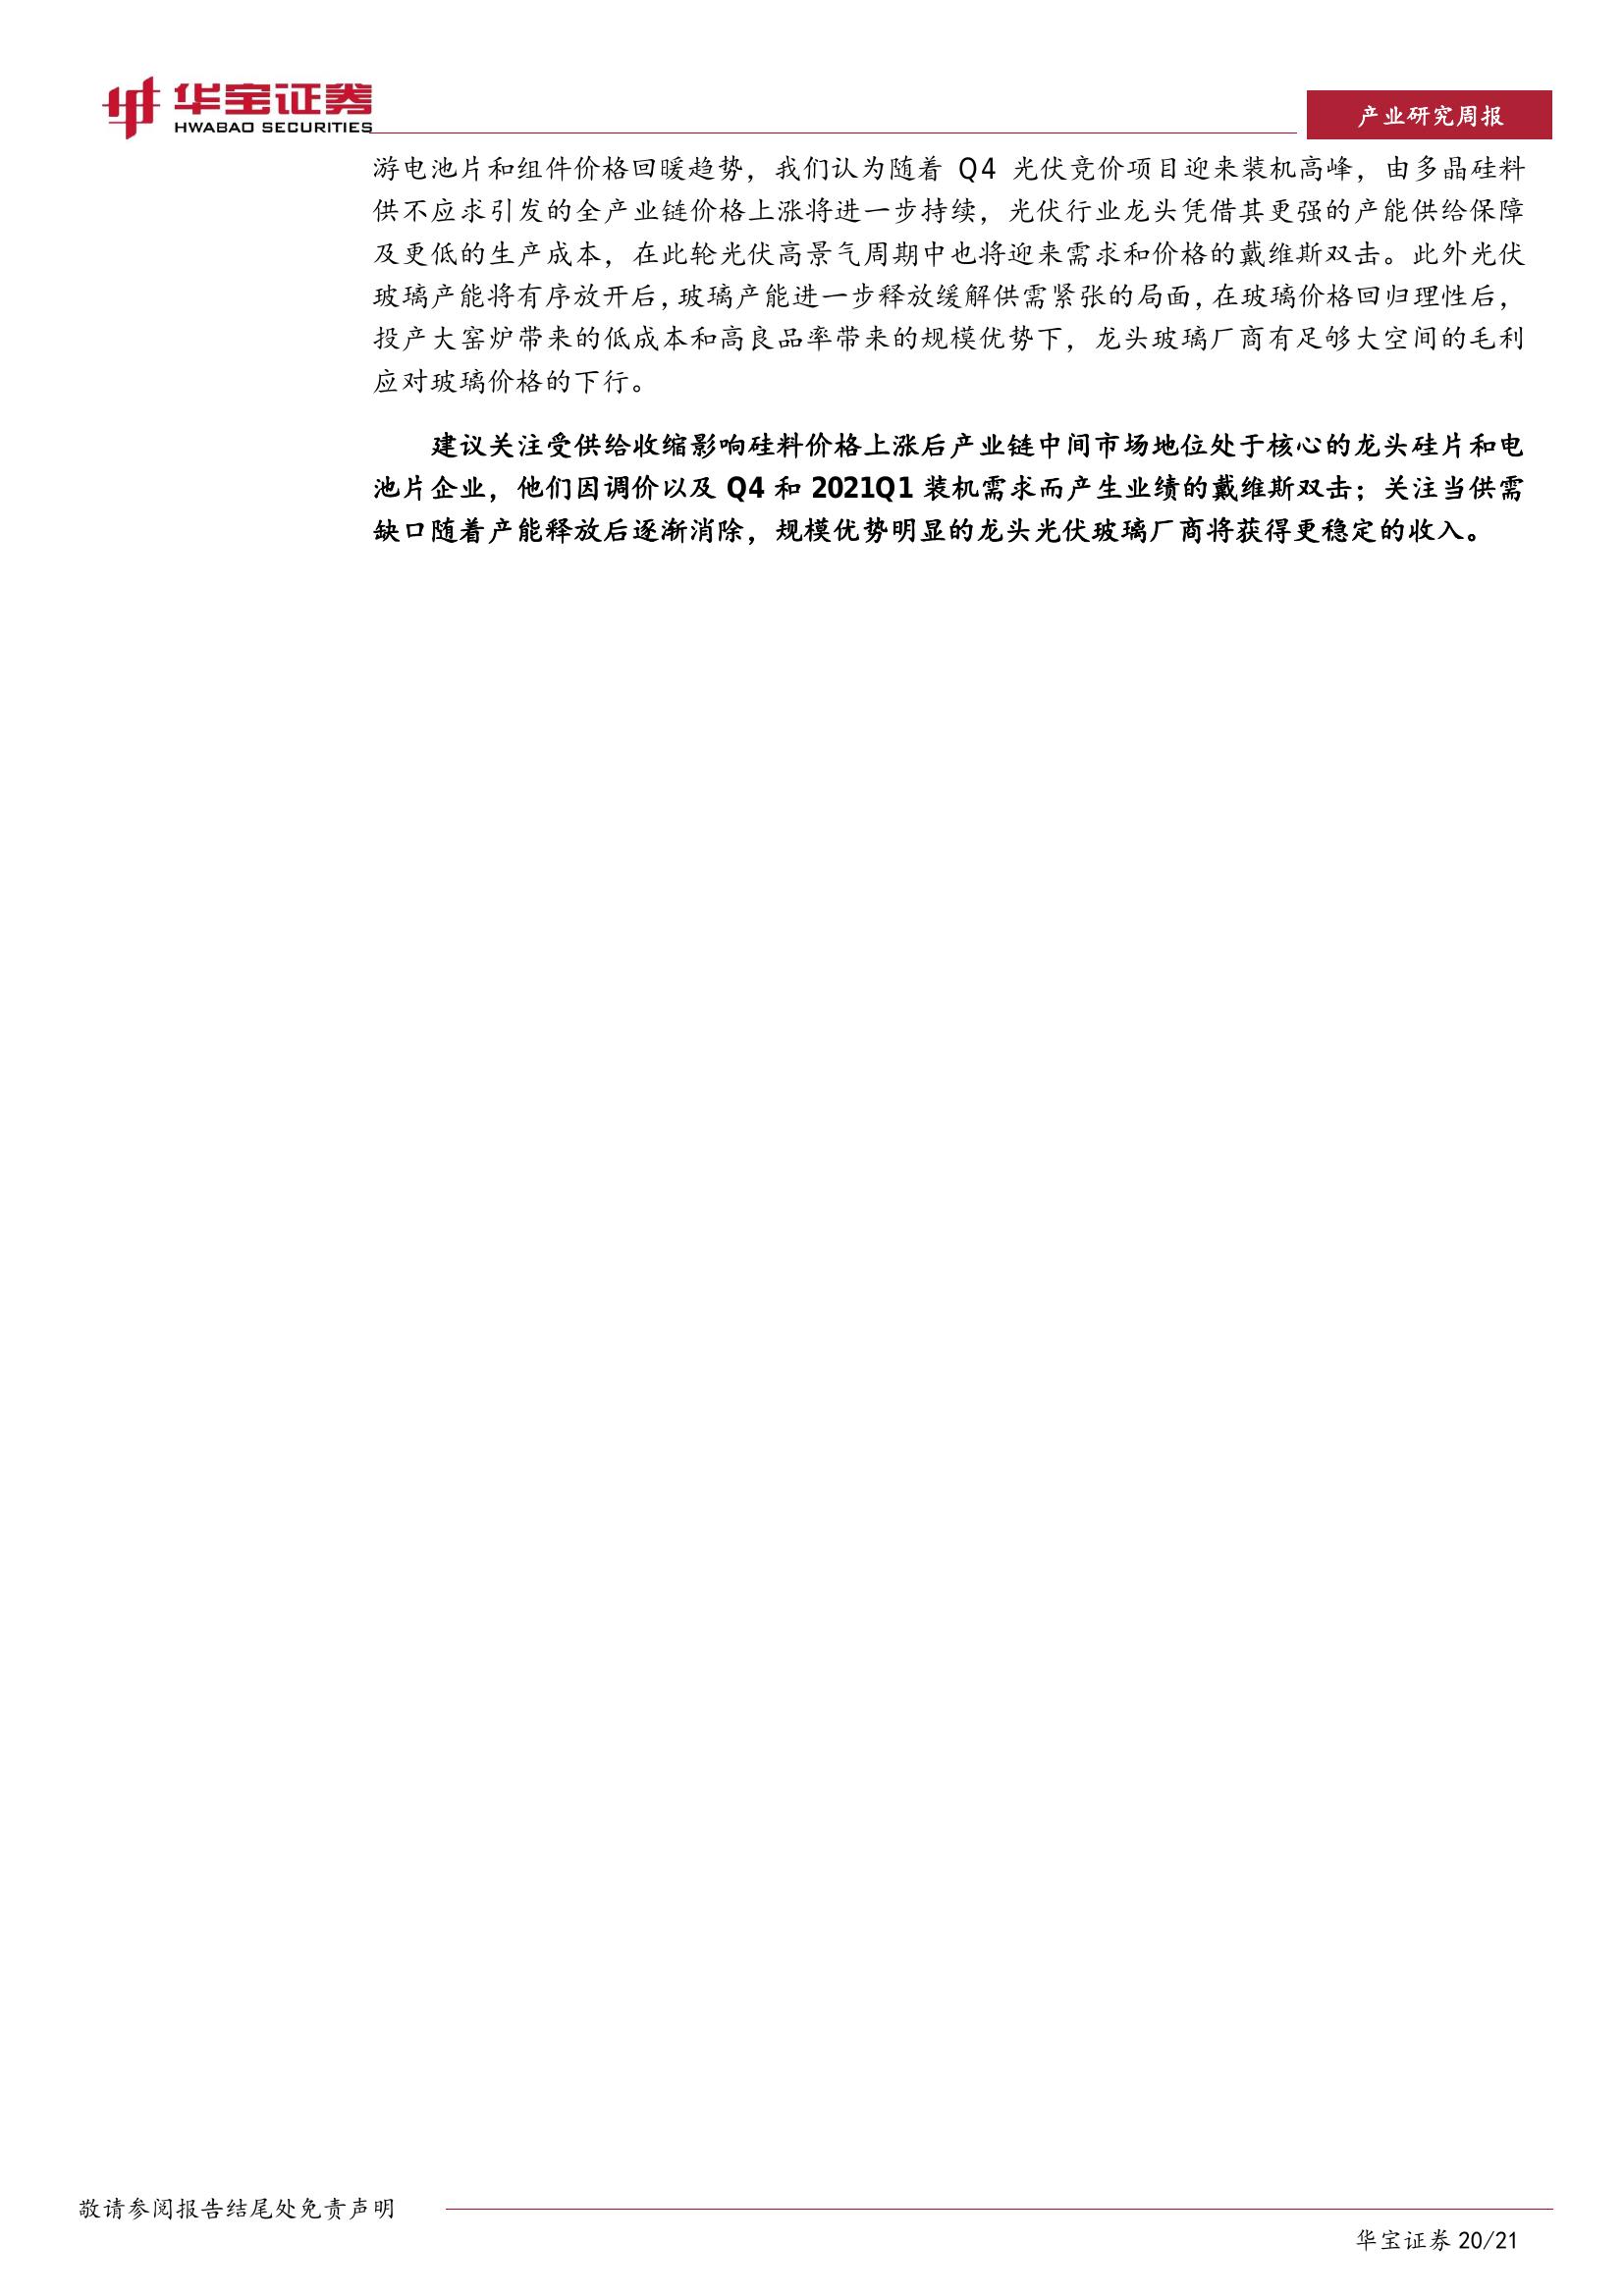 华宝证券
HWABAO SECURITIES
产业研究周报
游电池片和组件价格回暖趋势，我们认为随着 Q4 光伏竞价项目迎来装机高峰，由多晶硅料
供不应求引发的全产业链价格上涨将进一步持续，光伏行业龙头凭借其更强的产能供给保障
及更低的生产成本，在此轮光伏高景气周期中也将迎来需求和价格的戴维斯双击。此外光伏
玻璃产能将有序放开后，玻璃产能进一步释放缓解供需紧张的局面，在玻璃价格回归理性后，
投产大窑炉带来的低成本和高良品率带来的规模优势下，龙头玻璃厂商有足够大空间的毛利
应对玻璃价格的下行。
建议关注受供给收缩影响硅料价格上涨后产业链中间市场地位处于核心的龙头硅片和电
池片企业，他们因调价以及 Q4 和 2021Q1 装机需求而产生业绩的戴维斯双击；关注当供需
缺口随着产能释放后逐渐消除，规模优势明显的龙头光伏玻璃厂商将获得更稳定的收入。
敬请参阅报告结尾处免责声明
华宝证券 20/21